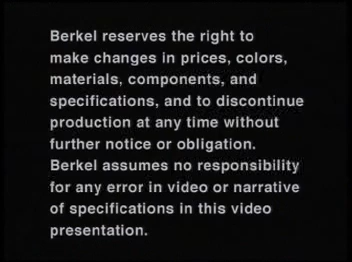 Berkel reserves the right to
make changes in prices, colors,
materials, components, and
specifications, and to discontinue
production at any time without
further notice or obligation.
Berkel assumes no responsibility
for any error in video or narrative
of specifications in this video
presentation.